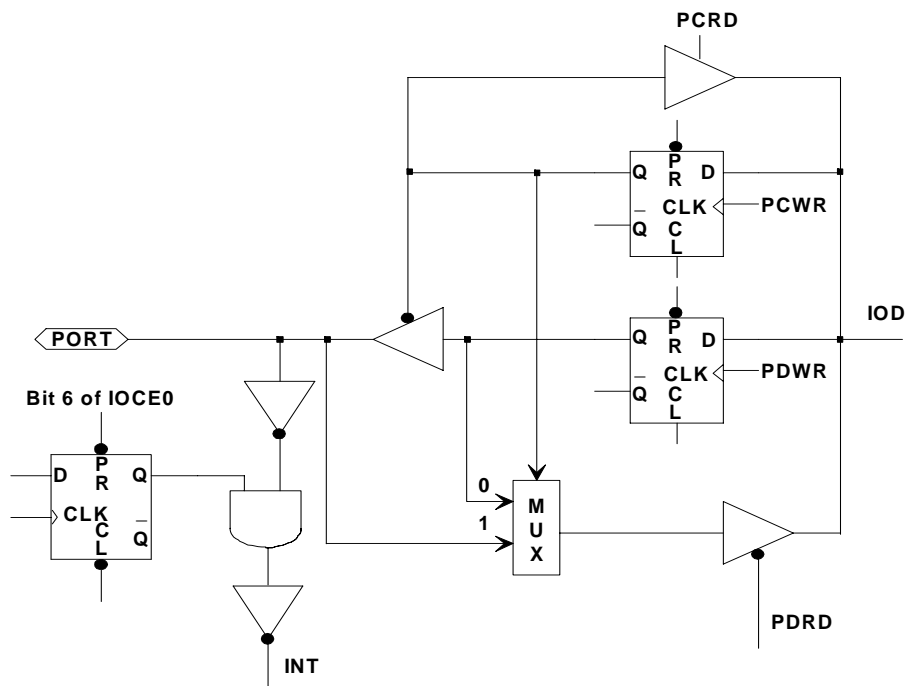 PCRD
P
R
Q
D
CLK
PCWR
Q
C
L
IOD
PORT
P
R
Q
D
CLK
PDWR
Q
C
L
Bit 6 of IOCE0
P
R
D
Q
CLK
C
L
Q
0
1
M
U
X
PDRD
INT